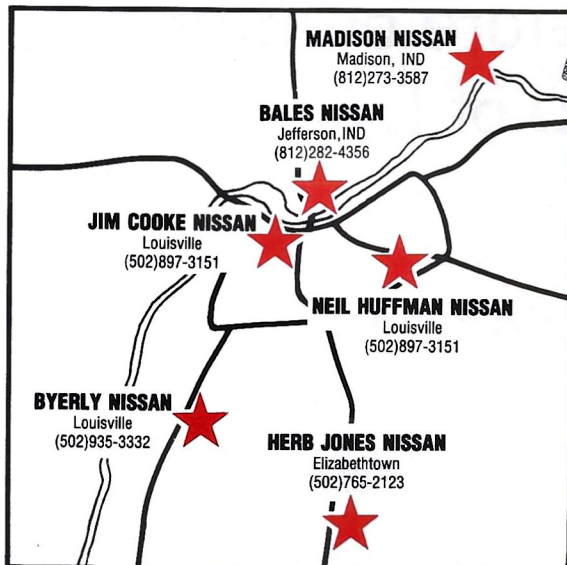 MADISON NISSAN
Madison, IND
(812)273-3587
BALES NISSAN
Jefferson,IND
(812)282-4356
JIM COOKE NISSAN
Louisville
(502)897-3151
NEIL HUFFMAN NISSAN
Louisville
(502)897-3151
BYERLY NISSAN
Louisville
(502)935-3332
HERB JONES NISSAN
Elizabethtown
(502)765-2123